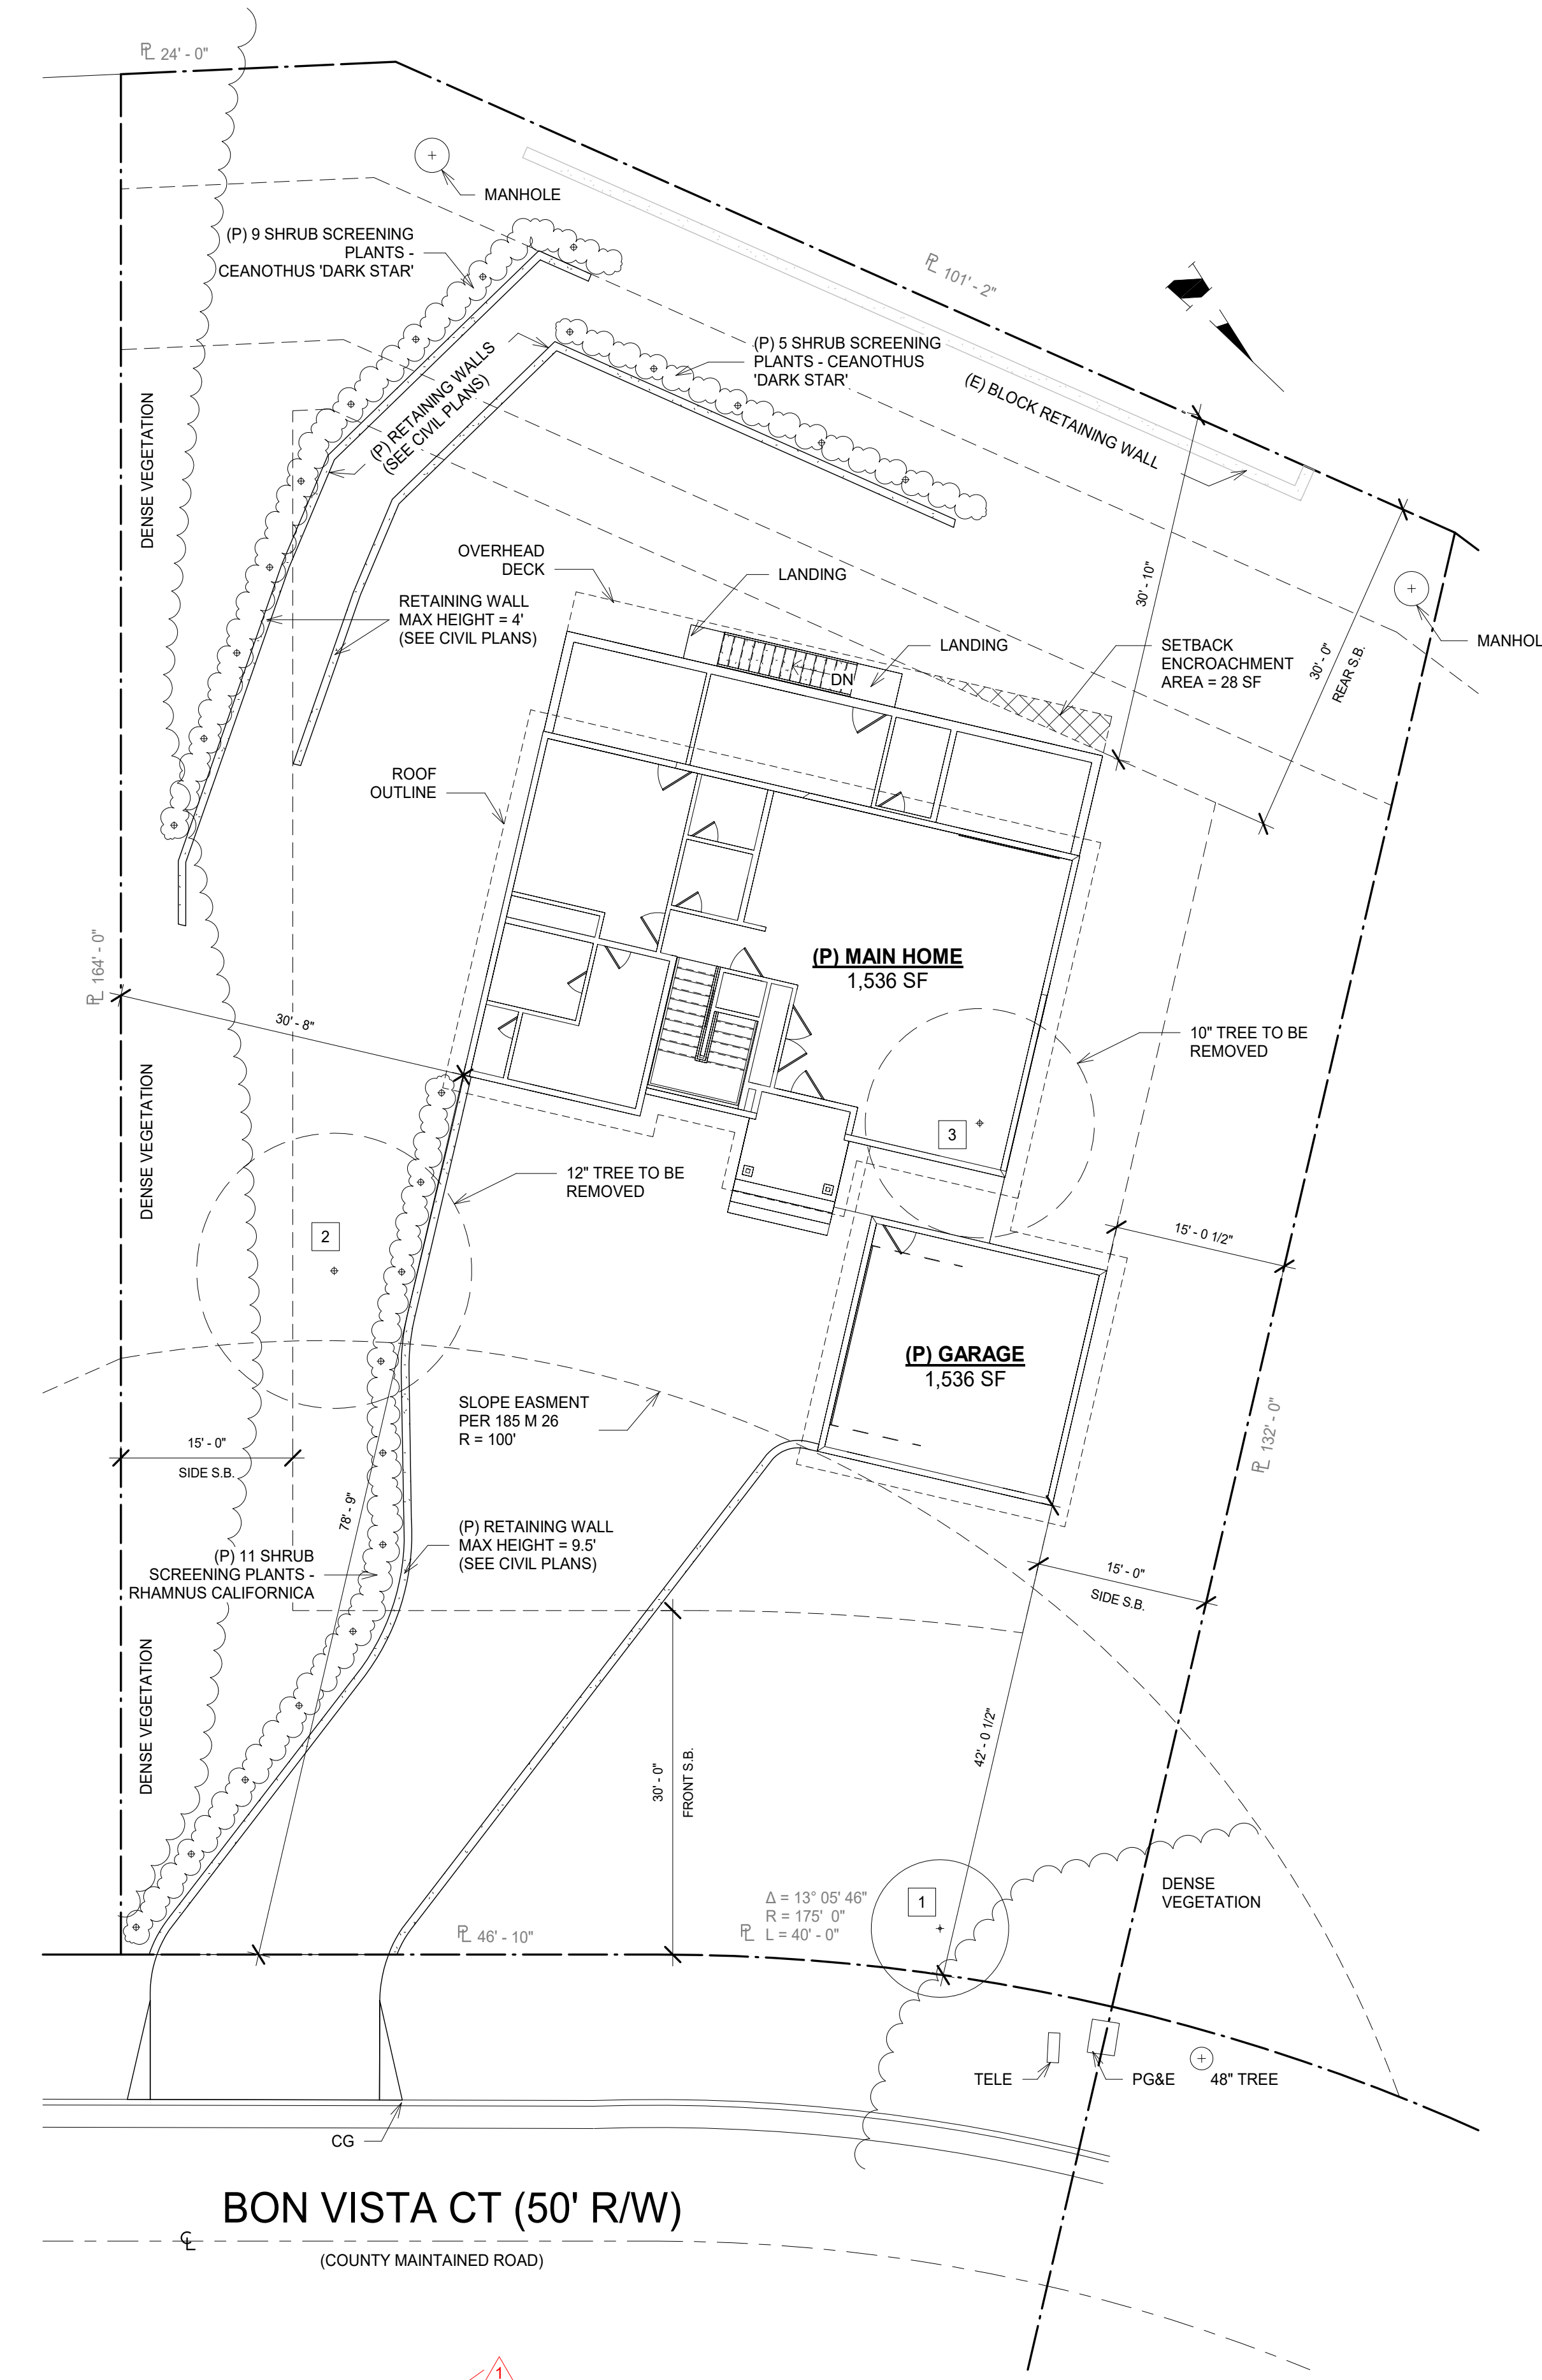 PL 24' - 0"
MANHOLE
(P) 9 SHRUB SCREENING
PLANTS -
CEANOTHUS 'DARK STAR'
PL 101' - 2"
(P) RETAINING WALLS
(SEE CIVIL PLANS)
(P) 5 SHRUB SCREENING
PLANTS - CEANOTHUS
'DARK STAR'
(E) BLOCK RETAINING WALL
DENSE VEGETATION
OVERHEAD
DECK
LANDING
RETAINING WALL
MAX HEIGHT = 4'
(SEE CIVIL PLANS)
30' - 10"
MANHOL
LANDING
SETBACK
ENCROACHMENT
AREA = 28 SF
30' - 0"
REAR S.B.
DN
ROOF
OUTLINE
PL 164' - 0"
(P) MAIN HOME
1,536 SF
30' - 8"
10" TREE TO BE
REMOVED
DENSE VEGETATION
3
12" TREE TO BE
REMOVED
2
15' - 0 1/2"
(P) GARAGE
1,536 SF
SLOPE EASMENT
PER 185 M 26
R = 100'
PL 132' - 0"
15' - 0"
SIDE S.B.
78' - 9"
(P) RETAINING WALL
MAX HEIGHT = 9.5'
(SEE CIVIL PLANS)
(P) 11 SHRUB
SCREENING PLANTS -
RHAMNUS CALIFORNICA
15' - 0"
SIDE S.B.
DENSE VEGETATION
42' - 0 1/2"
30' - 0"
FRONT S.B.
DENSE
VEGETATION
1
Δ = 13° 05' 46"
R = 175' 0"
PL L = 40' - 0"
PL 46' - 10"
TELE
PG&E
48" TREE
CG
BON VISTA CT (50' R/W)
CL
(COUNTY MAINTAINED ROAD)
1